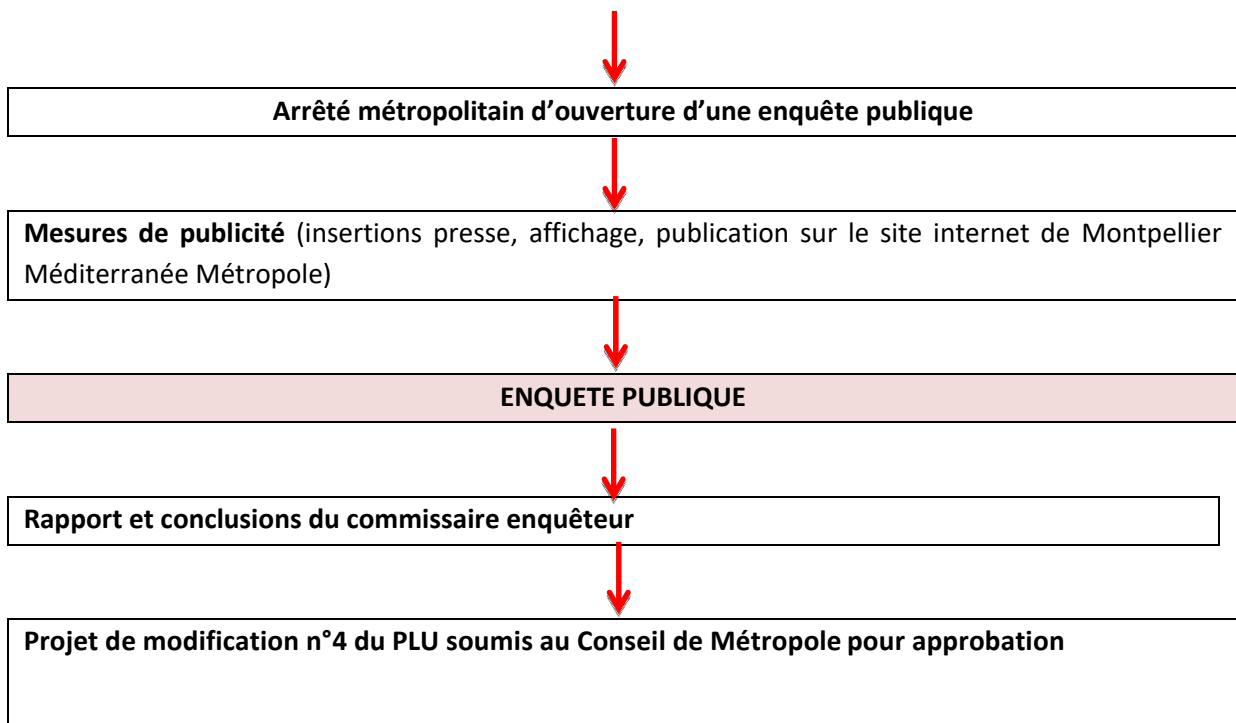 Arrêté métropolitain d’ouverture d’une enquête publique
Mesures de publicité (insertions presse, affichage, publication sur le site internet de Montpellier
Méditerranée Métropole)
ENQUETE PUBLIQUE
Rapport et conclusions du commissaire enquêteur
Projet de modification n°4 du PLU soumis au Conseil de Métropole pour approbation